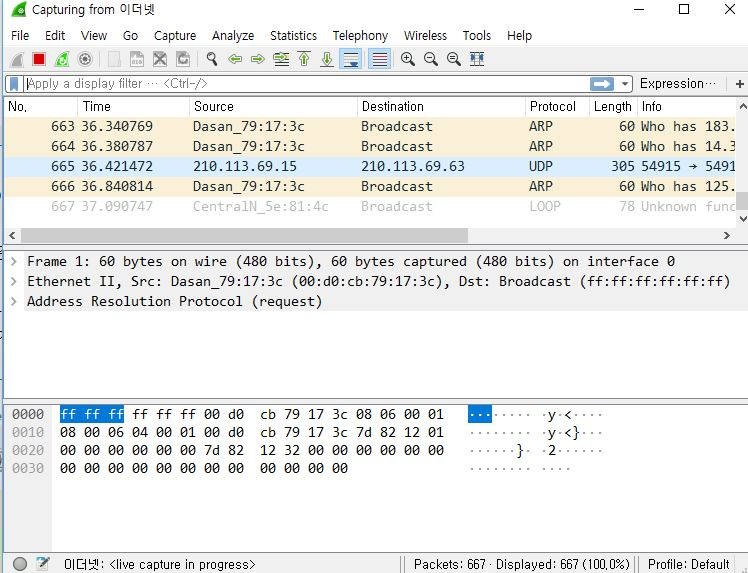 Capturing from 이더넷
File Edit View Go Capture Analyze Statistics Telephony Wireless Tools Help
Apply a display filter ··· <Ctrl-/> Expression··· +
No. Time Source Destination Protocol Length Info
663 36.340769 Dasan_79:17:3c Broadcast ARP 60 Who has 183.
664 36.380787 Dasan_79:17:3c Broadcast ARP 60 Who has 14.3
665 36.421472 210.113.69.15 210.113.69.63 UDP 305 54915 → 5491
666 36.840814 Dasan_79:17:3c Broadcast ARP 60 Who has 125.
667 37.090747 CentralN_5e:81:4c Broadcast LOOP 78 Unknown func
Frame 1: 60 bytes on wire (480 bits), 60 bytes captured (480 bits) on interface 0
Ethernet II, Src: Dasan_79:17:3c (00:d0:cb:79:17:3c), Dst: Broadcast (ff:ff:ff:ff:ff:ff)
Address Resolution Protocol (request)
0000 ff ff ff ff ff ff 00 d0 cb 79 17 3c 08 06 00 01 ········ ·y·<····
0010 08 00 06 04 00 01 00 d0 cb 79 17 3c 7d 82 12 01 ········ ·y·<}···
0020 00 00 00 00 00 00 7d 82 12 32 00 00 00 00 00 00 ······}· ·2······
0030 00 00 00 00 00 00 00 00 00 00 00 00 ········ ····
이더넷: <live capture in progress> Packets: 667 · Displayed: 667 (100.0%) Profile: Default